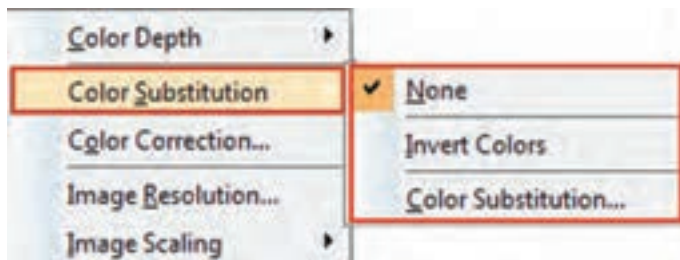 Color Depth
Color Substitution
Color Correction...
Image Resolution...
Image Scaling
None
Invert Colors
Color Substitution...